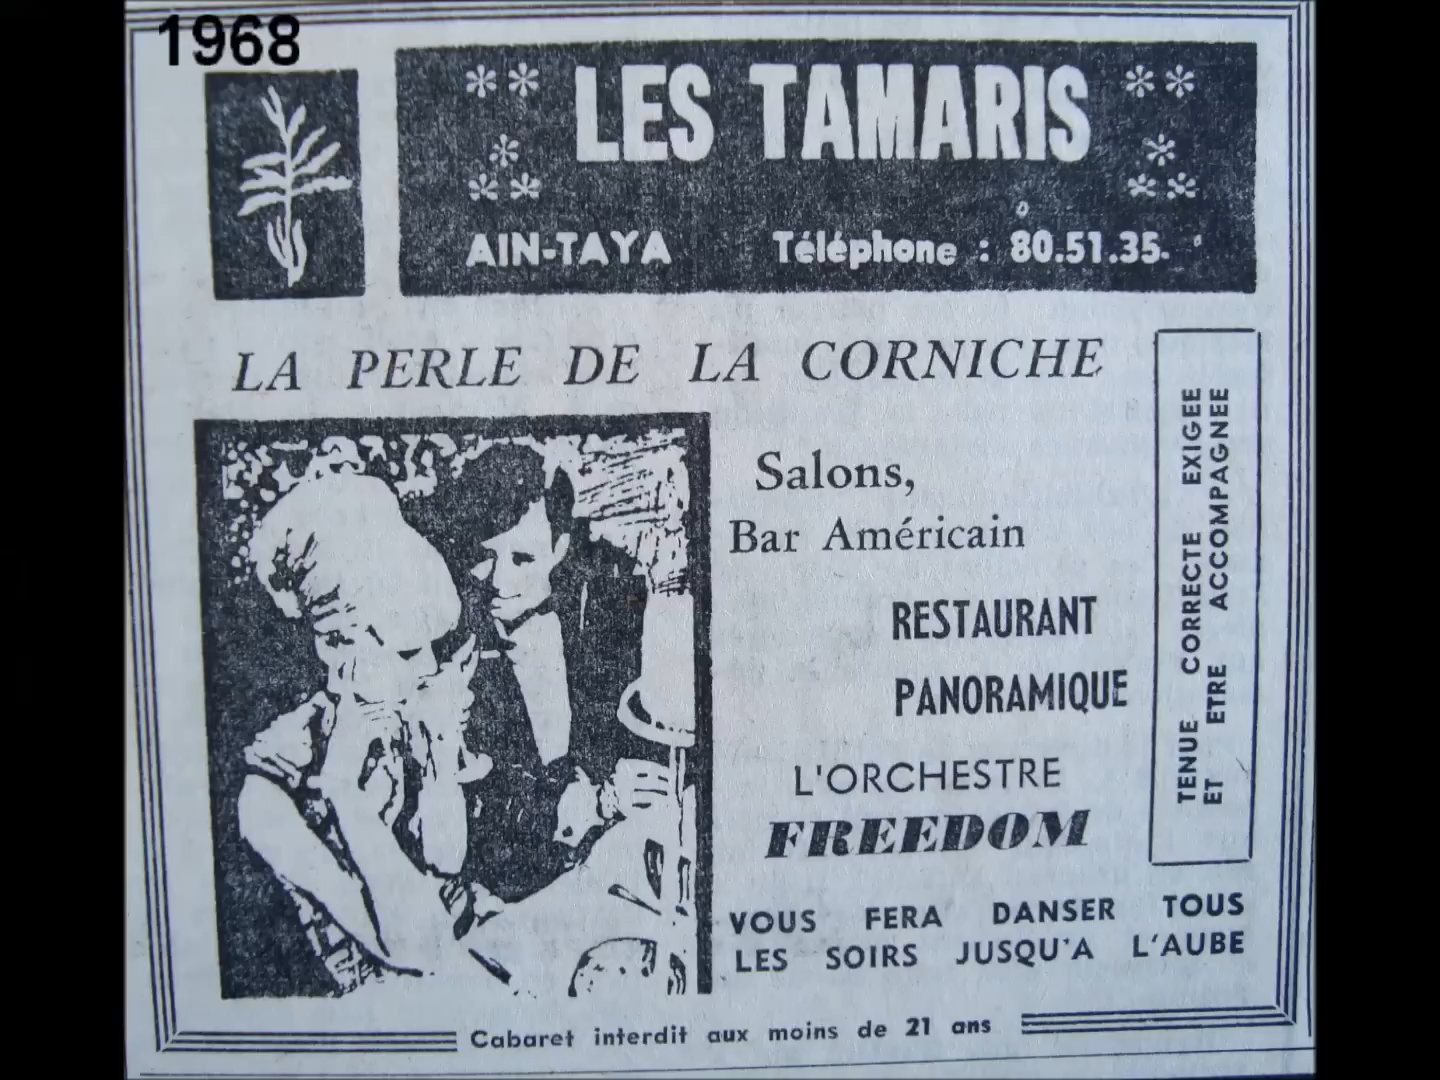 1968
LES TAMARIS
AIN-TAYA Téléphone : 80.51.35.
LA PERLE DE LA CORNICHE
Salons,
Bar Américain
RESTAURANT
PANORAMIQUE
L'ORCHESTRE
FREEDOM
VOUS FERA DANSER TOUS
LES SOIRS JUSQU'A L'AUBE
TENUE CORRECTE EXIGEE
ET ETRE ACCOMPAGNEE
Cabaret interdit aux moins de 21 ans